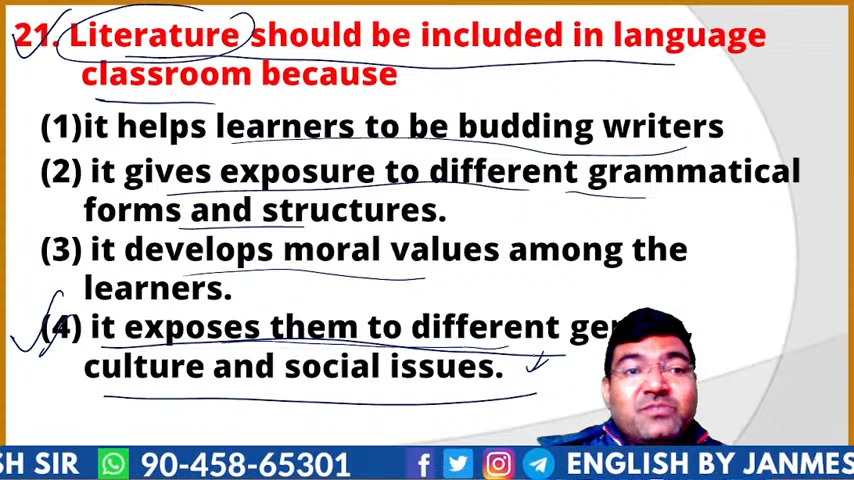 21. Literature should be included in language
classroom because
(1)it helps learners to be budding writers
(2) it gives exposure to different grammatical
forms and structures.
(3) it develops moral values among the
learners.
(4) it exposes them to different
culture and social issues.
SH SIR 90-458-65301 ENGLISH BY JANMES